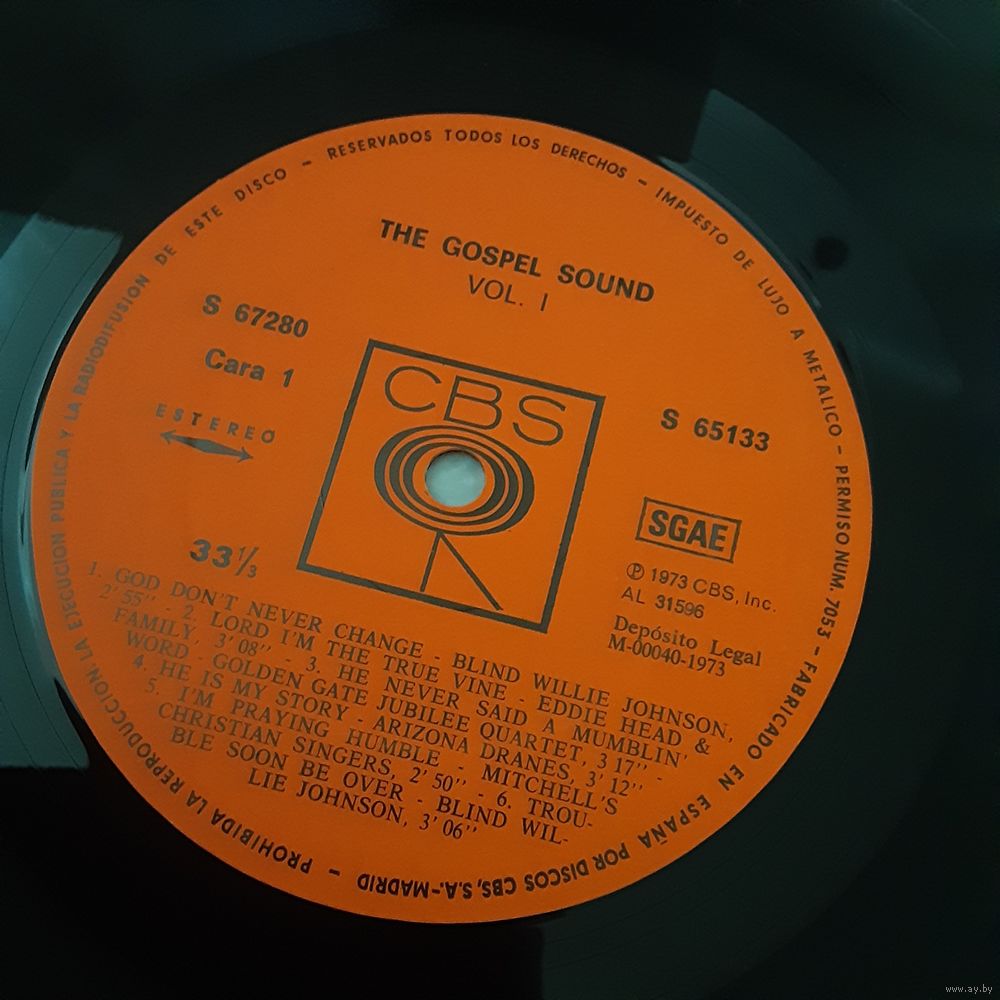 PROHIBIDA LA REPRODUCCION, LA EJECUCION PUBLICA Y LA RADIODIFUSION DE ESTE DISCO - RESERVADOS TODOS LOS DERECHOS - IMPUESTO DE LUJO A METALICO - PERMISO NUM. 7053 - FABRICADO EN ESPAÑA POR DISCOS CBS, S.A.-MADRID -
THE GOSPEL SOUND
VOL. I
S 67280
Cara 1
ESTEREO
33 1/3
CBS
S 65133
SGAE
℗ 1973 CBS, Inc.
AL 31596
Depósito Legal
M-00040-1973
1. GOD DON'T NEVER CHANGE - BLIND WILLIE JOHNSON,
2'55'' - 2. LORD I'M THE TRUE VINE - EDDIE HEAD &
FAMILY, 3'08'' - 3. HE NEVER SAID A MUMBLIN'
WORD - GOLDEN GATE JUBILEE QUARTET, 3'17'' -
4. HE IS MY STORY - ARIZONA DRANES, 3'12'' -
5. I'M PRAYING HUMBLE - MITCHELL'S
CHRISTIAN SINGERS, 2'50'' - 6. TROU-
BLE SOON BE OVER - BLIND WIL-
LIE JOHNSON, 3'06''
www.ay.by